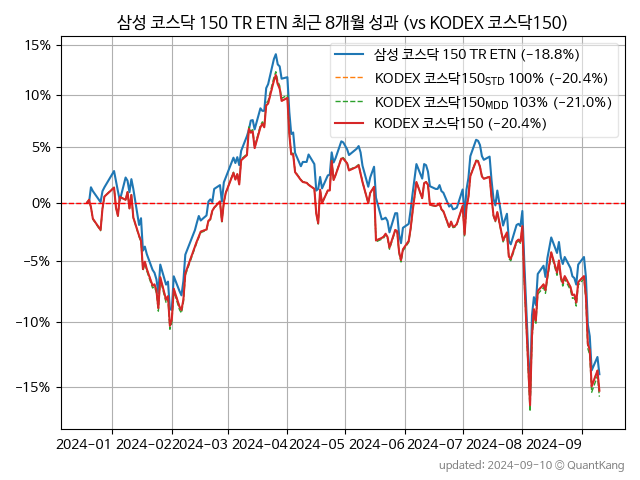 삼성 코스닥 150 TR ETN 최근 8개월 성과 (vs KODEX 코스닥150)
삼성 코스닥 150 TR ETN (−18.8%)
KODEX 코스닥150STD 100% (−20.4%)
KODEX 코스닥150MDD 103% (−21.0%)
KODEX 코스닥150 (−20.4%)
15%
10%
5%
0%
−5%
−10%
−15%
2024−01 2024−02 2024−03 2024−04 2024−05 2024−06 2024−07 2024−08 2024−09
updated: 2024−09−10 © QuantKang